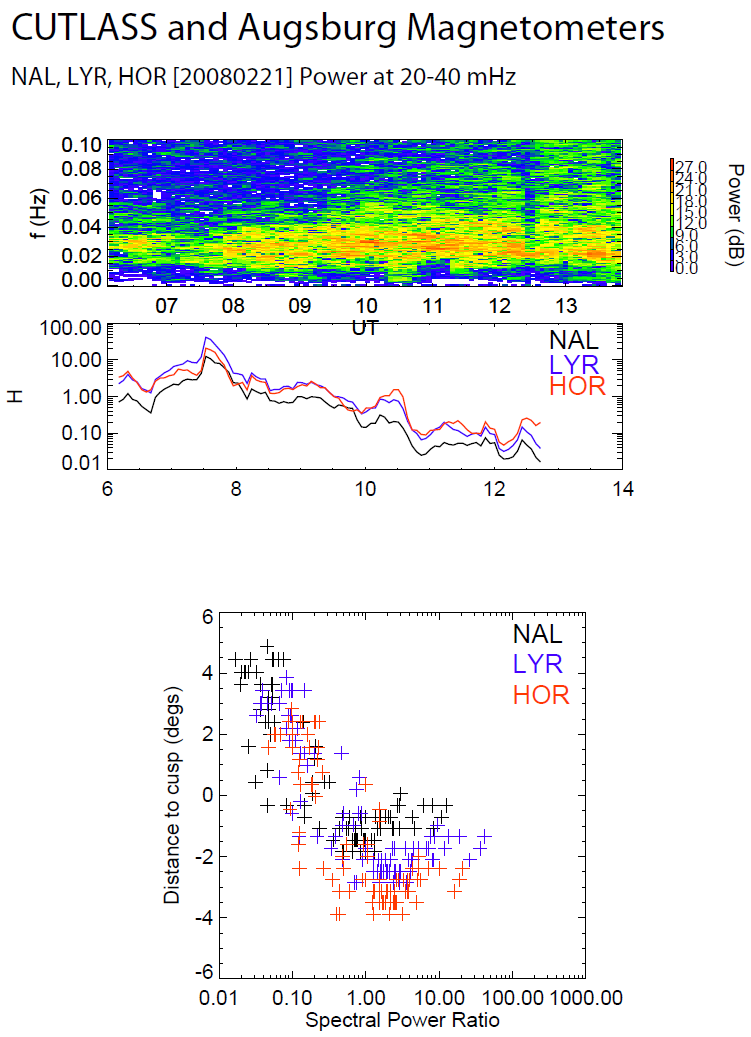 CUTLASS and Augsburg Magnetometers
NAL, LYR, HOR [20080221] Power at 20-40 mHz
0.10
0.08
0.06
0.04
0.02
0.00
f (Hz)
07 08 09 10 11 12 13
UT
27.0
24.0
21.0
18.0
15.0
12.0
9.0
6.0
3.0
0.0
Power (dB)
100.00
10.00
1.00
0.10
0.01
H
NAL
LYR
HOR
6 8 10 12 14
6
4
2
0
-2
-4
-6
Distance to cusp (degs)
NAL
LYR
HOR
0.01 0.10 1.00 10.00 100.00 1000.00
Spectral Power Ratio